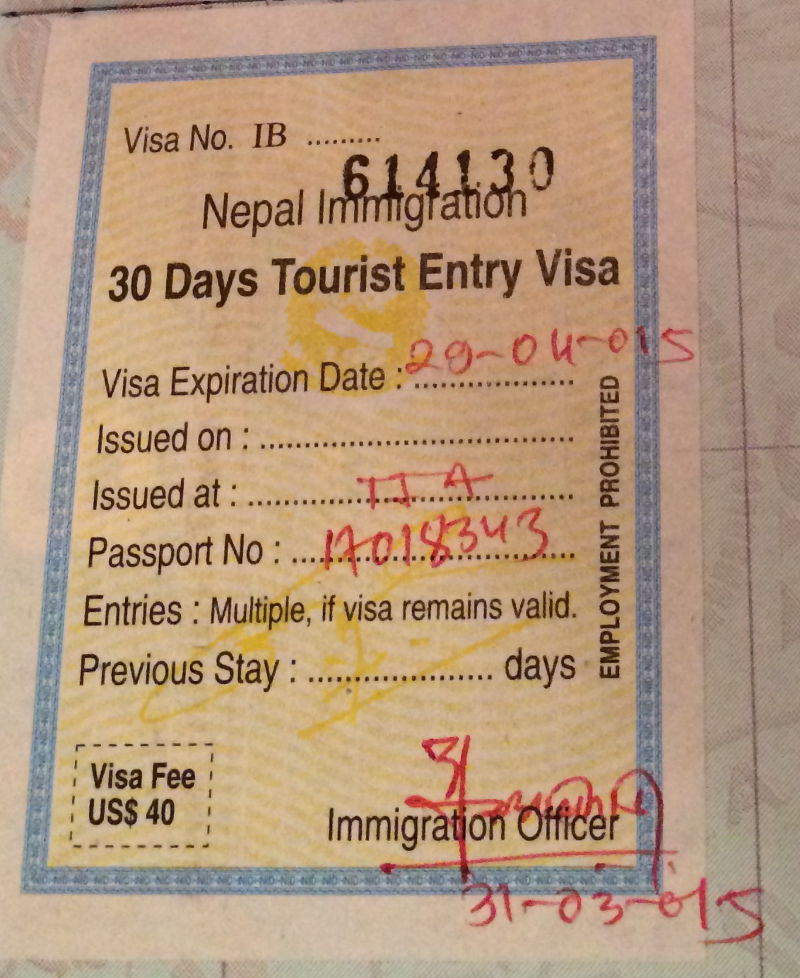 Visa No. IB .........
614130
Nepal Immigration
30 Days Tourist Entry Visa
Visa Expiration Date : 29-04-015
Issued on : ....................................
Issued at : TIA
Passport No : 17018343
Entries : Multiple, if visa remains valid.
Previous Stay : ..................... days
EMPLOYMENT PROHIBITED
Visa Fee
US$ 40
Immigration Officer
31-03-015